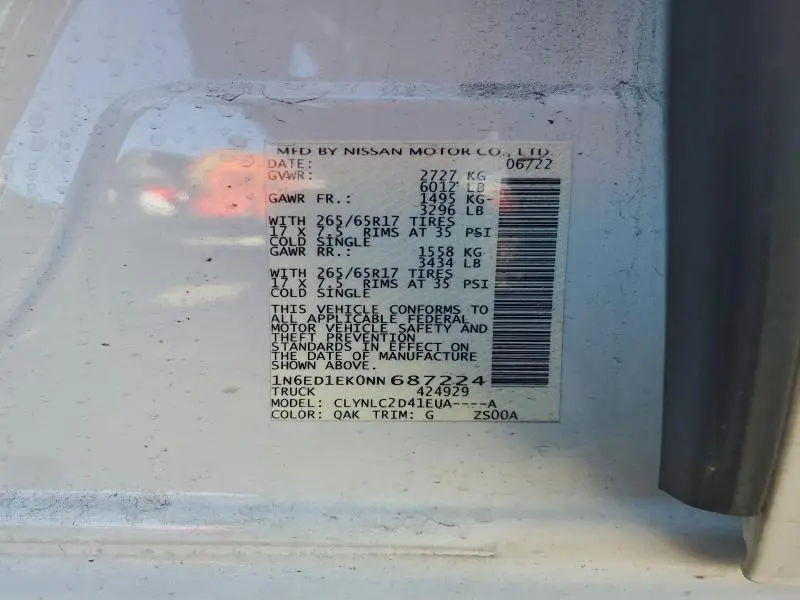 MFD BY NISSAN MOTOR CO., LTD.
DATE: 06/22
GVWR: 2727 KG
6012 LB
GAWR FR.: 1495 KG
3296 LB
WITH 265/65R17 TIRES
17 X 7.5 RIMS AT 35 PSI
COLD SINGLE
GAWR RR.: 1558 KG
3434 LB
WITH 265/65R17 TIRES
17 X 7.5 RIMS AT 35 PSI
COLD SINGLE
THIS VEHICLE CONFORMS TO
ALL APPLICABLE FEDERAL
MOTOR VEHICLE SAFETY AND
THEFT PREVENTION
STANDARDS IN EFFECT ON
THE DATE OF MANUFACTURE
SHOWN ABOVE.
1N6ED1EK0NN687224
TRUCK 424929
MODEL: CLYNLC2D41EUA----A
COLOR: QAK TRIM: G ZS00A